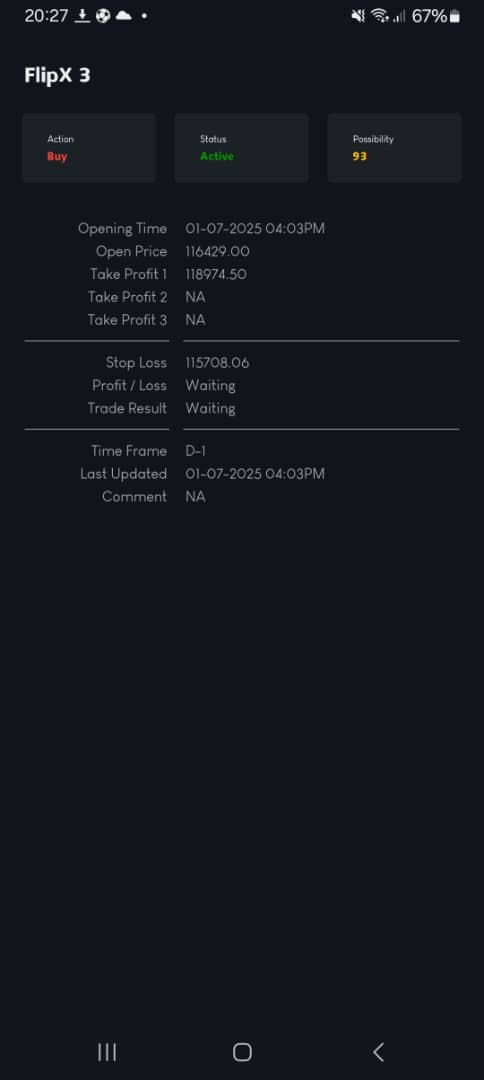 20:27 67%
FlipX 3
Action Status Possibility
Buy Active 93
Opening Time 01-07-2025 04:03PM
Open Price 116429.00
Take Profit 1 118974.50
Take Profit 2 NA
Take Profit 3 NA
Stop Loss 115708.06
Profit / Loss Waiting
Trade Result Waiting
Time Frame D-1
Last Updated 01-07-2025 04:03PM
Comment NA